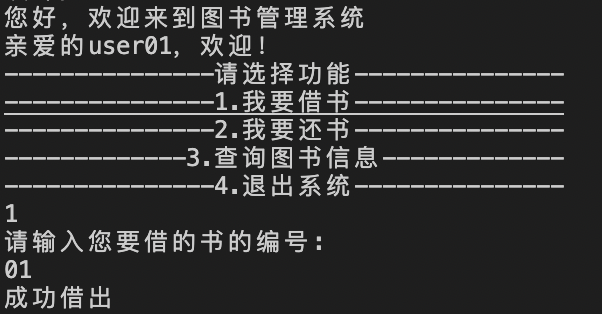 您好，欢迎来到图书管理系统
亲爱的user01，欢迎！
---------------请选择功能---------------
---------------1.我要借书---------------
---------------2.我要还书---------------
-------------3.查询图书信息-------------
---------------4.退出系统---------------
1
请输入您要借的书的编号：
01
成功借出